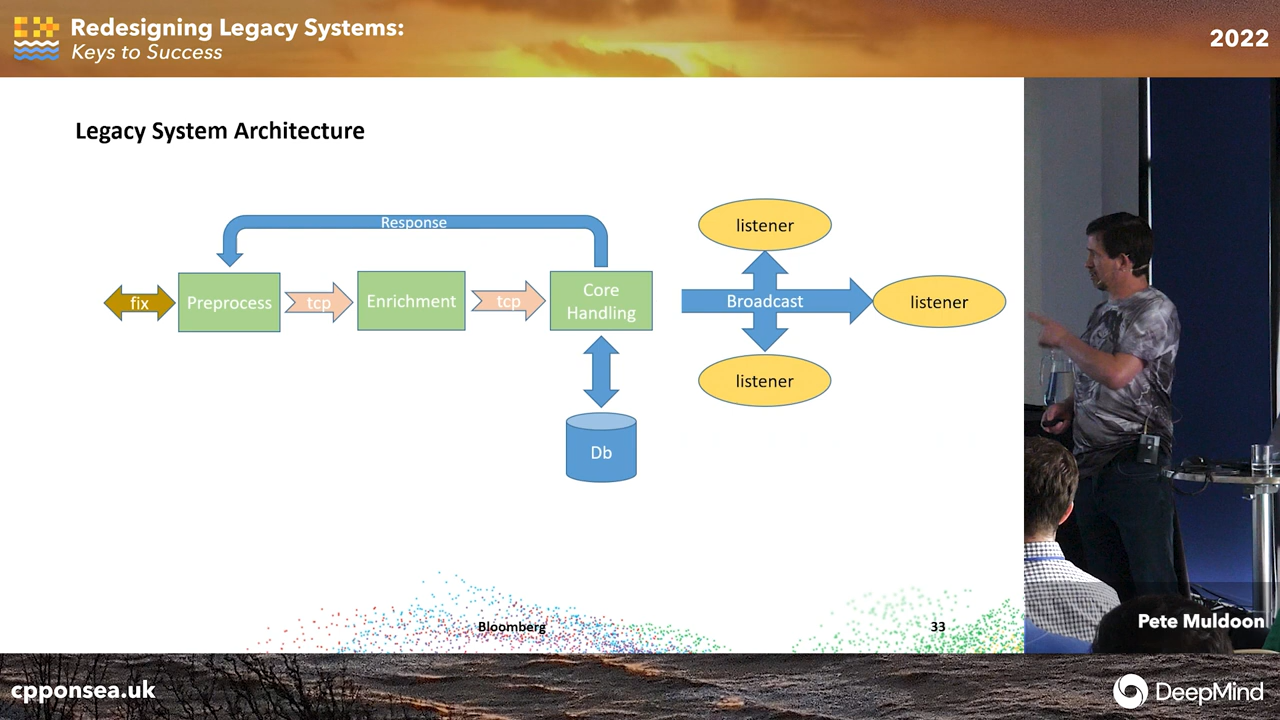 Redesigning Legacy Systems:
Keys to Success
2022
Legacy System Architecture
Response
listener
fix
Preprocess
tcp
Enrichment
tcp
Core
Handling
Broadcast
listener
listener
Db
Bloomberg
33
Pete Muldoon
cpponsea.uk
DeepMind